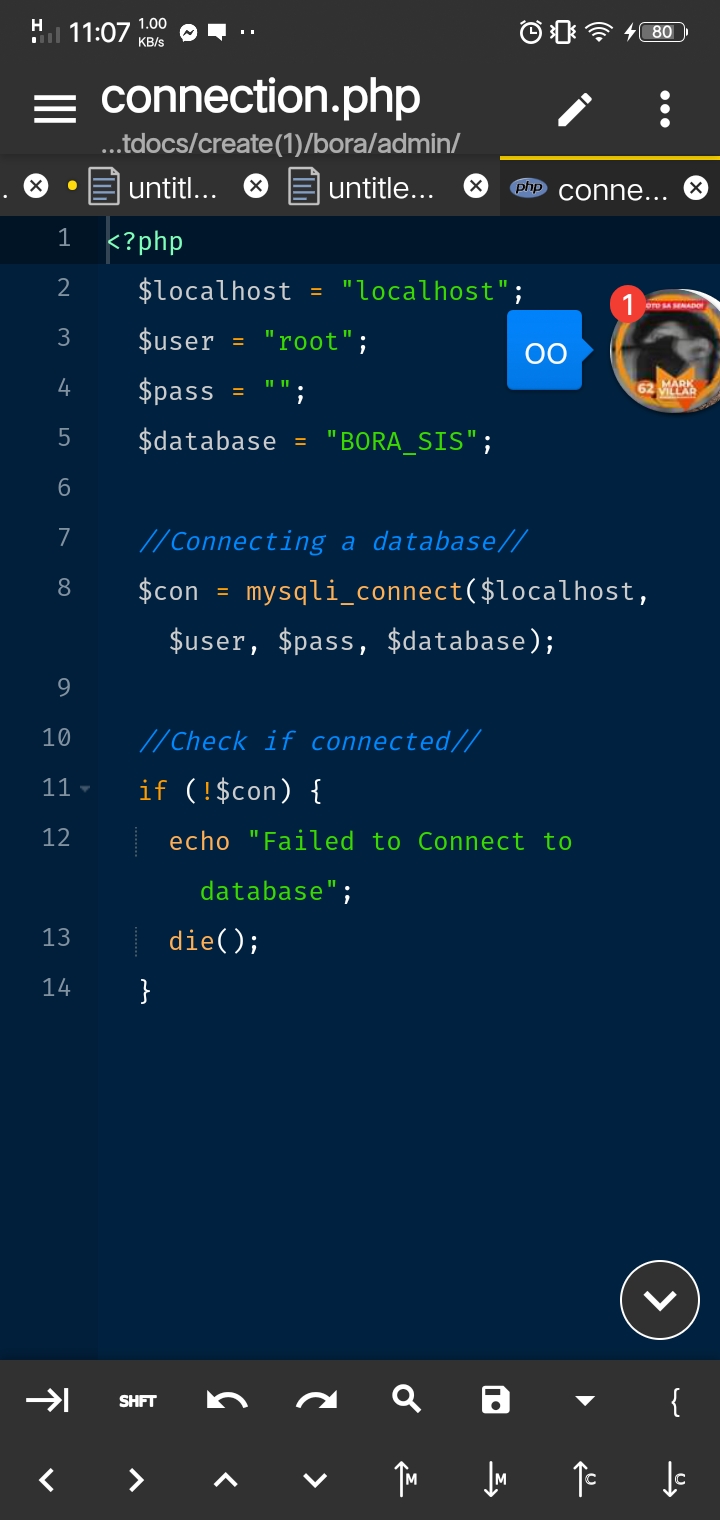 H 11:07 1.00 KB/s 80
connection.php
...tdocs/create(1)/bora/admin/
. untitl... untitle... php conne...
1 <?php
2 $localhost = "localhost";
3 $user = "root";
4 $pass = "";
5 $database = "BORA_SIS";
6
7 //Connecting a database//
8 $con = mysqli_connect($localhost,
$user, $pass, $database);
9
10 //Check if connected//
11 if (!$con) {
12 echo "Failed to Connect to
database";
13 die();
14 }
oo
1
OTO SA SENADO!
62 MARK
VILLAR
SHFT {
M M C C